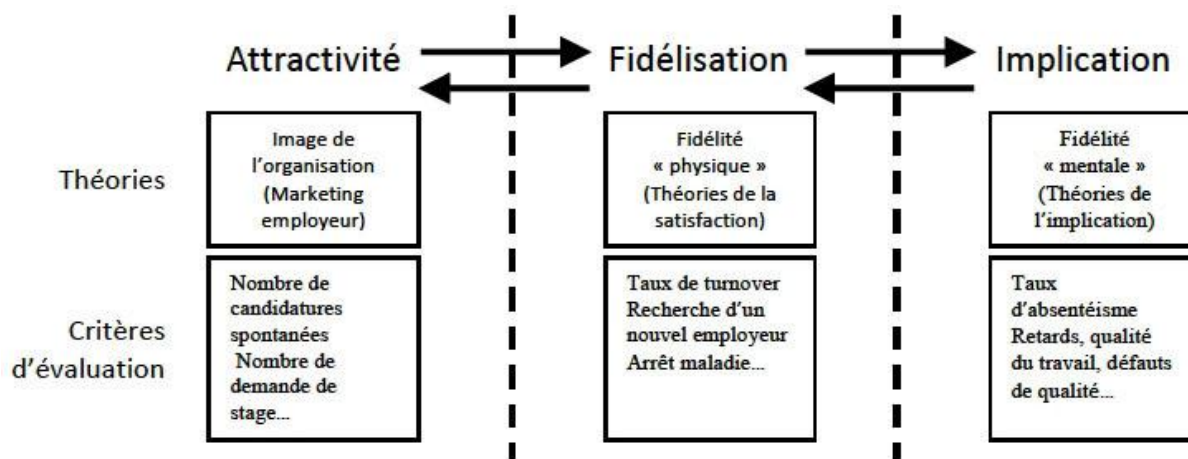 Attractivité
Fidélisation
Implication
Théories
Image de
l'organisation
(Marketing
employeur)
Fidélité
« physique »
(Théories de la
satisfaction)
Fidélité
« mentale »
(Théories de
l'implication)
Critères
d'évaluation
Nombre de
candidatures
spontanées
Nombre de
demande de
stage...
Taux de turnover
Recherche d'un
nouvel employeur
Arrêt maladie...
Taux
d'absentéisme
Retards, qualité
du travail, défauts
de qualité...